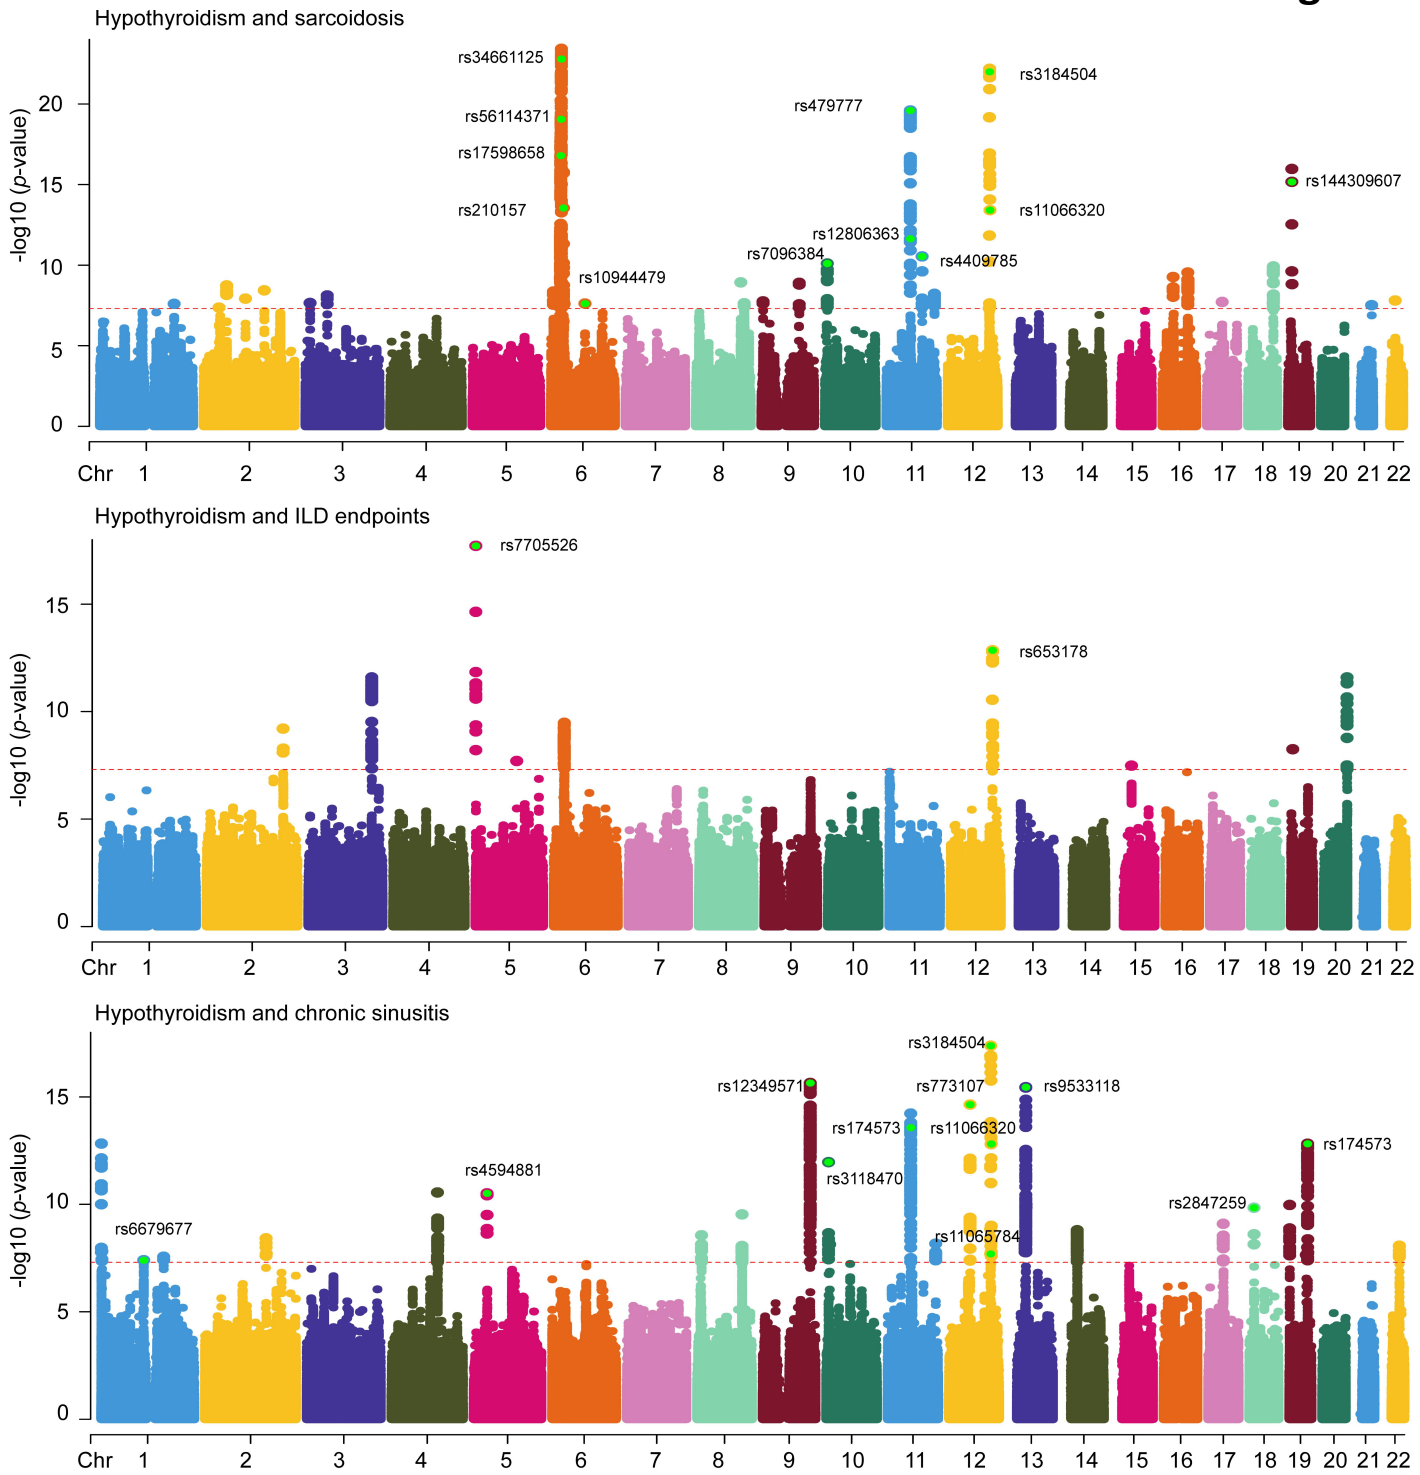 g
Hypothyroidism and sarcoidosis
-log10 (p-value)
20
15
10
5
0
rs34661125
rs56114371
rs17598658
rs210157
rs10944479
rs7096384
rs479777
rs12806363
rs4409785
rs3184504
rs11066320
rs144309607
Chr 1 2 3 4 5 6 7 8 9 10 11 12 13 14 15 16 17 18 19 20 21 22
Hypothyroidism and ILD endpoints
-log10 (p-value)
15
10
5
0
rs7705526
rs653178
Chr 1 2 3 4 5 6 7 8 9 10 11 12 13 14 15 16 17 18 19 20 21 22
Hypothyroidism and chronic sinusitis
-log10 (p-value)
15
10
5
0
rs6679677
rs4594881
rs12349571
rs3118470
rs174573
rs3184504
rs773107
rs11066320
rs11065784
rs9533118
rs2847259
rs174573
Chr 1 2 3 4 5 6 7 8 9 10 11 12 13 14 15 16 17 18 19 20 21 22